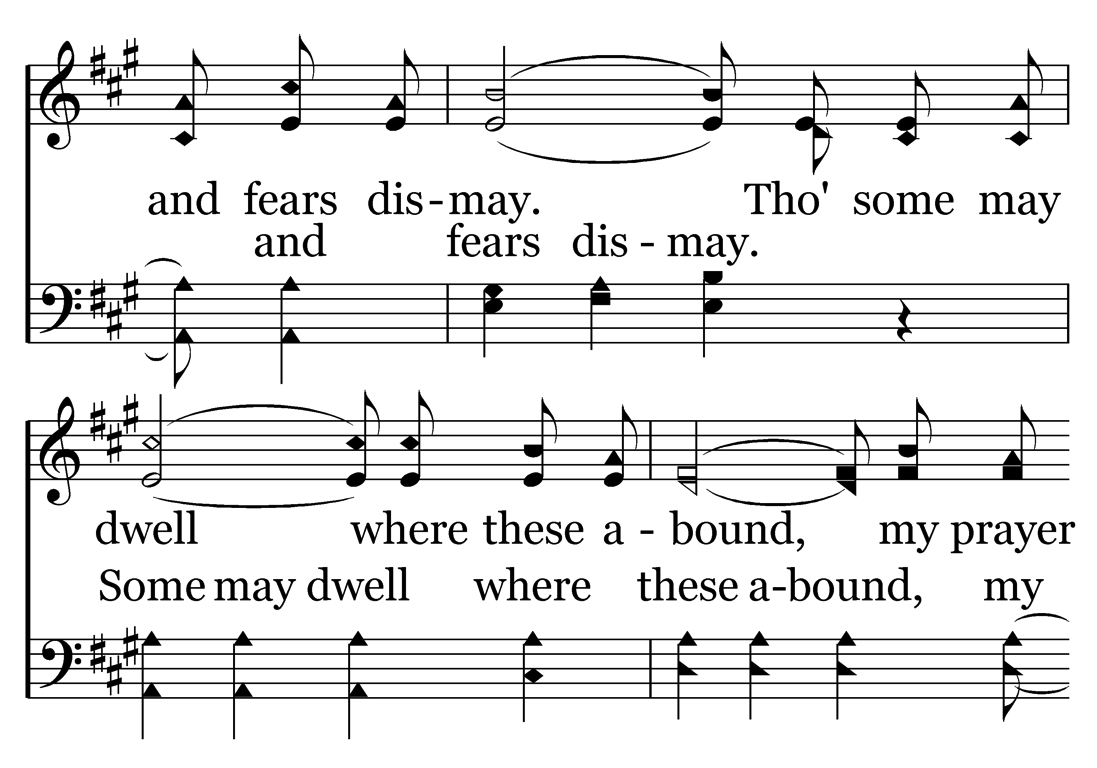 and fears dis-may. Tho' some may
and fears dis - may.
dwell where these a - bound, my prayer
Some may dwell where these a-bound, my